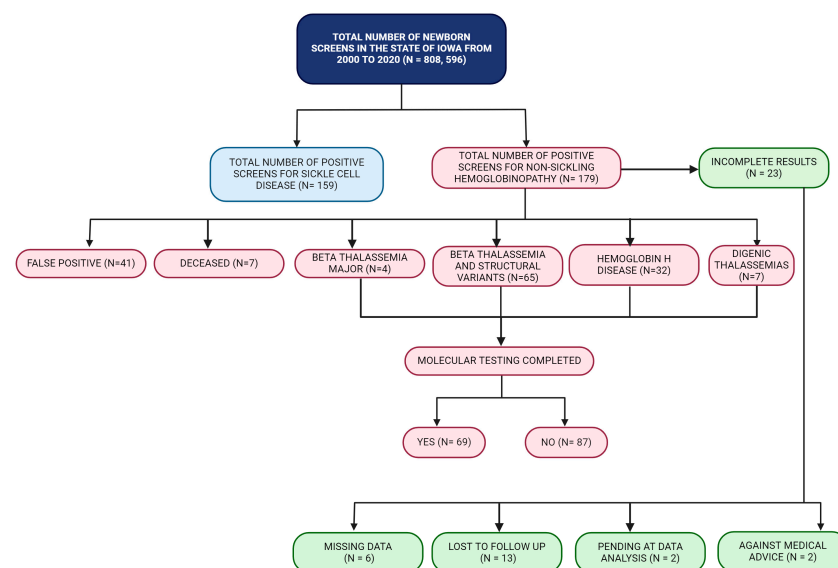 TOTAL NUMBER OF NEWBORN
SCREENS IN THE STATE OF IOWA FROM
2000 TO 2020 (N = 808, 596)
TOTAL NUMBER OF POSITIVE
SCREENS FOR SICKLE CELL
DISEASE (N= 159)
TOTAL NUMBER OF POSITIVE
SCREENS FOR NON-SICKLING
HEMOGLOBINOPATHY (N= 179)
INCOMPLETE RESULTS
(N = 23)
FALSE POSITIVE (N=41)
DECEASED (N=7)
BETA THALASSEMIA
MAJOR (N=4)
BETA THALASSEMIA
AND STRUCTURAL
VARIANTS (N=65)
HEMOGLOBIN H
DISEASE (N=32)
DIGENIC
THALASSEMIAS
(N=7)
MOLECULAR TESTING COMPLETED
YES (N= 69)
NO (N= 87)
MISSING DATA
(N = 6)
LOST TO FOLLOW UP
(N = 13)
PENDING AT DATA
ANALYSIS (N = 2)
AGAINST MEDICAL
ADVICE (N = 2)